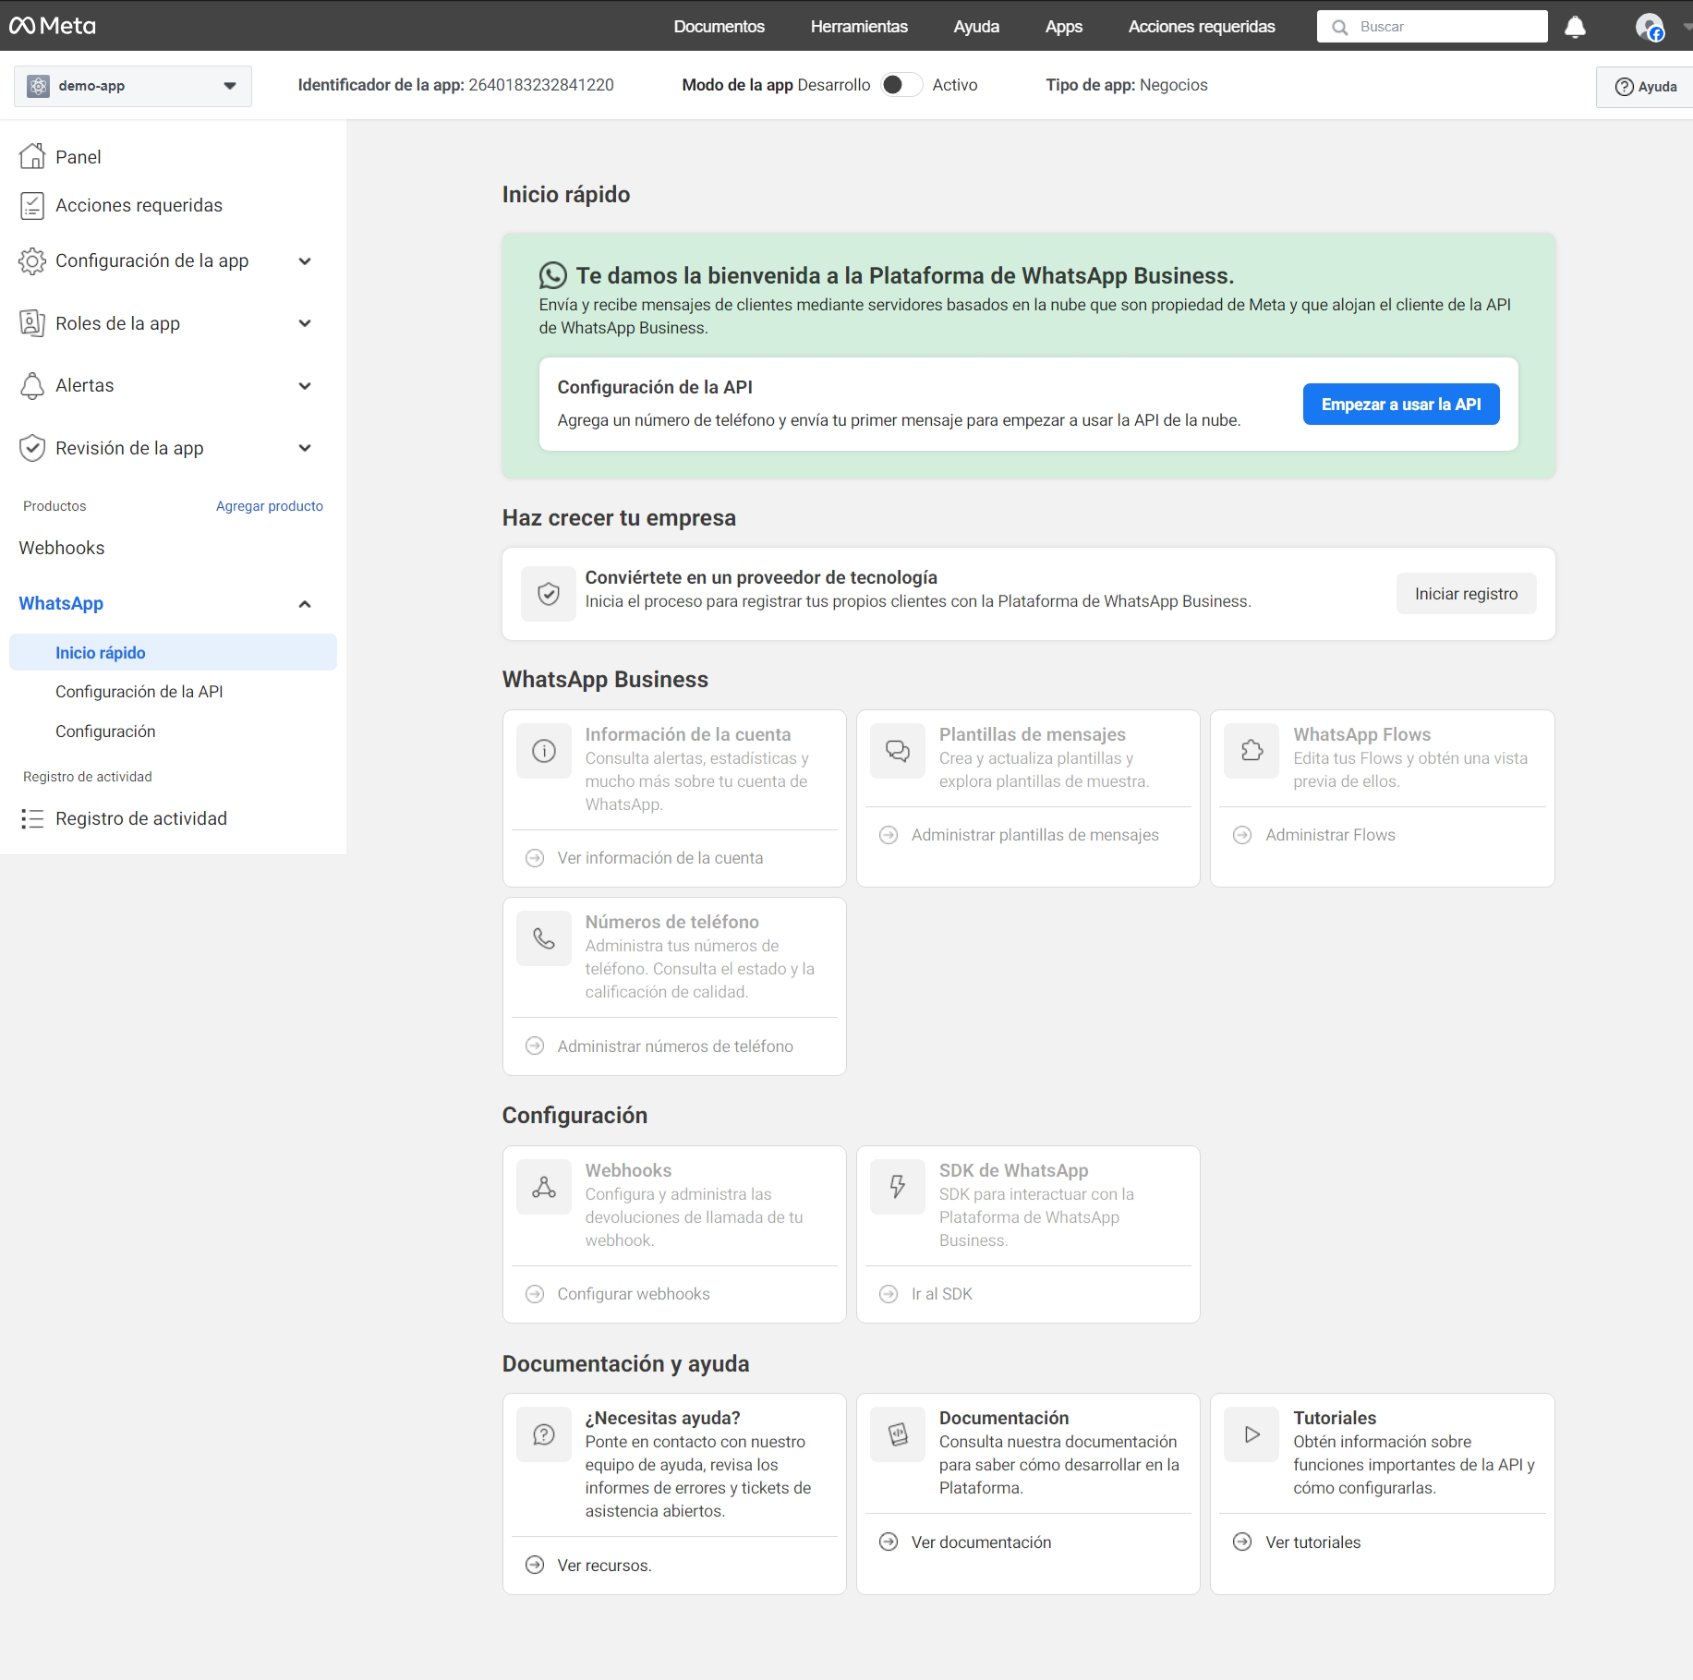 Meta
Documentos Herramientas Ayuda Apps Acciones requeridas Buscar
demo-app Identificador de la app: 2640183232841220 Modo de la app Desarrollo Activo Tipo de app: Negocios Ayuda
Panel
Acciones requeridas
Configuración de la app
Roles de la app
Alertas
Revisión de la app
Productos Agregar producto
Webhooks
WhatsApp
Inicio rápido
Configuración de la API
Configuración
Registro de actividad
Registro de actividad
Inicio rápido
Te damos la bienvenida a la Plataforma de WhatsApp Business.
Envía y recibe mensajes de clientes mediante servidores basados en la nube que son propiedad de Meta y que alojan el cliente de la API
de WhatsApp Business.
Configuración de la API
Agrega un número de teléfono y envía tu primer mensaje para empezar a usar la API de la nube.
Empezar a usar la API
Haz crecer tu empresa
Conviértete en un proveedor de tecnología
Inicia el proceso para registrar tus propios clientes con la Plataforma de WhatsApp Business.
Iniciar registro
WhatsApp Business
Información de la cuenta
Consulta alertas, estadísticas y
mucho más sobre tu cuenta de
WhatsApp.
Ver información de la cuenta
Plantillas de mensajes
Crea y actualiza plantillas y
explora plantillas de muestra.
Administrar plantillas de mensajes
WhatsApp Flows
Edita tus Flows y obtén una vista
previa de ellos.
Administrar Flows
Números de teléfono
Administra tus números de
teléfono. Consulta el estado y la
calificación de calidad.
Administrar números de teléfono
Configuración
Webhooks
Configura y administra las
devoluciones de llamada de tu
webhook.
Configurar webhooks
SDK de WhatsApp
SDK para interactuar con la
Plataforma de WhatsApp
Business.
Ir al SDK
Documentación y ayuda
¿Necesitas ayuda?
Ponte en contacto con nuestro
equipo de ayuda, revisa los
informes de errores y tickets de
asistencia abiertos.
Ver recursos.
Documentación
Consulta nuestra documentación
para saber cómo desarrollar en la
Plataforma.
Ver documentación
Tutoriales
Obtén información sobre
funciones importantes de la API y
cómo configurarlas.
Ver tutoriales